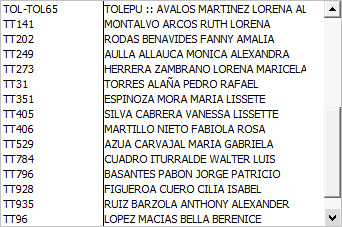 TOL-TOL65 TOLEPU :: AVALOS MARTINEZ LORENA AL
TT141 MONTALVO ARCOS RUTH LORENA
TT202 RODAS BENAVIDES FANNY AMALIA
TT249 AULLA ALLAUCA MONICA ALEXANDRA
TT273 HERRERA ZAMBRANO LORENA MARICELA
TT31 TORRES ALAÑA PEDRO RAFAEL
TT351 ESPINOZA MORA MARIA LISSETE
TT405 SILVA CABRERA VANESSA LISSETTE
TT406 MARTILLO NIETO FABIOLA ROSA
TT529 AZUA CARVAJAL MARIA GABRIELA
TT784 CUADRO ITURRALDE WALTER LUIS
TT796 BASANTES PABON JORGE PATRICIO
TT928 FIGUEROA CUERO CILIA ISABEL
TT935 RUIZ BARZOLA ANTHONY ALEXANDER
TT96 LOPEZ MACIAS BELLA BERENICE